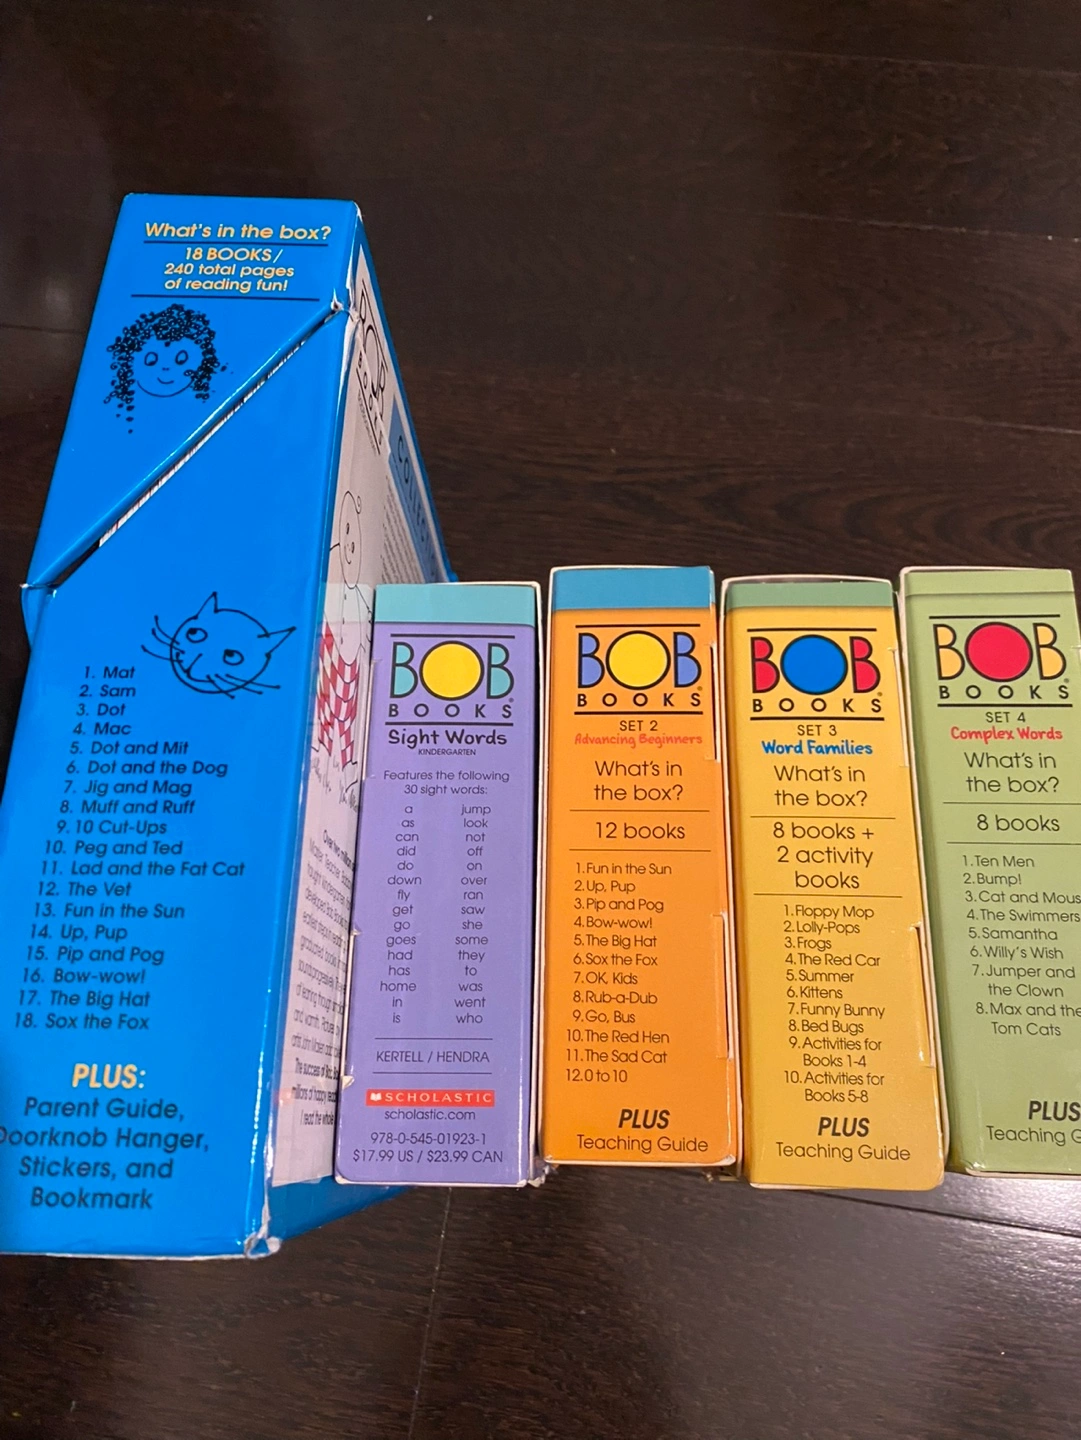 What's in the box?
18 BOOKS/
240 total pages
of reading fun!
1. Mat
2. Sam
3. Dot
4. Mac
5. Dot and Mit
6. Dot and the Dog
7. Jig and Mag
8. Muff and Ruff
9. 10 Cut-Ups
10. Peg and Ted
11. Lad and the Fat Cat
12. The Vet
13. Fun in the Sun
14. Up, Pup
15. Pip and Pog
16. Bow-wow!
17. The Big Hat
18. Sox the Fox
PLUS:
Parent Guide,
Doorknob Hanger,
Stickers, and
Bookmark
BOB
BOOKS®
Sight Words
KINDERGARTEN
Features the following
30 sight words:
a jump
as look
can not
did off
do on
down over
fly ran
get saw
go she
goes some
had they
has to
home was
in went
is who
KERTELL / HENDRA
SCHOLASTIC
scholastic.com
978-0-545-01923-1
$17.99 US / $23.99 CAN
BOB
BOOKS®
SET 2
Advancing Beginners
What's in
the box?
12 books
1. Fun in the Sun
2. Up, Pup
3. Pip and Pog
4. Bow-wow!
5. The Big Hat
6. Sox the Fox
7. OK, Kids
8. Rub-a-Dub
9. Go, Bus
10. The Red Hen
11. The Sad Cat
12. 0 to 10
PLUS
Teaching Guide
BOB
BOOKS®
SET 3
Word Families
What's in
the box?
8 books +
2 activity
books
1. Floppy Mop
2. Lolly-Pops
3. Frogs
4. The Red Car
5. Summer
6. Kittens
7. Funny Bunny
8. Bed Bugs
9. Activities for
Books 1-4
10. Activities for
Books 5-8
PLUS
Teaching Guide
BOB
BOOKS®
SET 4
Complex Words
What's in
the box?
8 books
1. Ten Men
2. Bump!
3. Cat and Mous
4. The Swimmers
5. Samantha
6. Willy's Wish
7. Jumper and
the Clown
8. Max and the
Tom Cats
PLUS
Teaching G